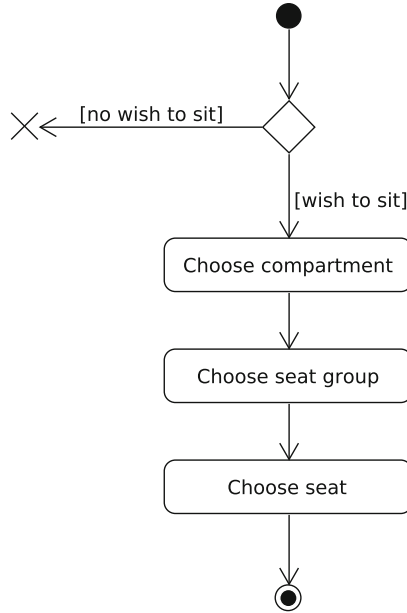 [no wish to sit]
[wish to sit]
Choose compartment
Choose seat group
Choose seat